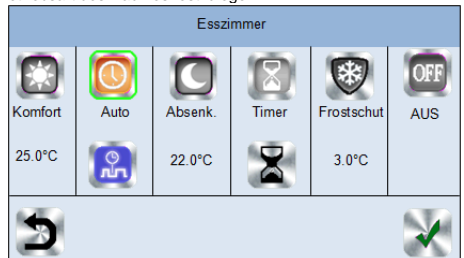 Esszimmer
OFF
Komfort Auto Absenk. Timer Frostschut AUS
25.0°C 22.0°C 3.0°C